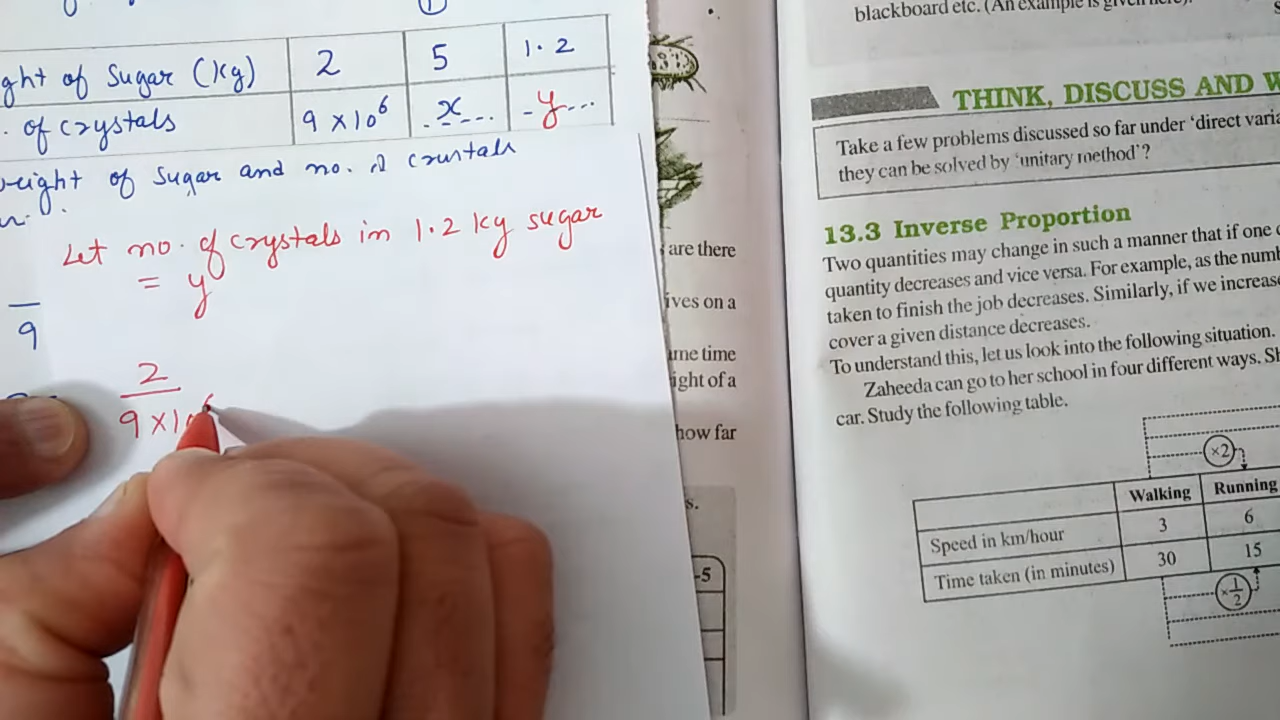 ①
ght of Sugar (kg) 2 5 1.2
. of crystals 9 × 10⁶ . x ... - y ...
eight of sugar and no. of crystals
Let no. of crystals in 1.2 kg sugar
= y
9
2
9 × 10⁶
are there
ives on a
me time
ight of a
how far
s.
-5
blackboard etc. (An example is given here).
THINK, DISCUSS AND W
Take a few problems discussed so far under 'direct varia
they can be solved by 'unitary method'?
13.3 Inverse Proportion
Two quantities may change in such a manner that if one
quantity decreases and vice versa. For example, as the numb
taken to finish the job decreases. Similarly, if we increase
cover a given distance decreases.
To understand this, let us look into the following situation.
Zaheeda can go to her school in four different ways. Sh
car. Study the following table.
×2
Walking Running
Speed in km/hour 3 6
Time taken (in minutes) 30 15
×1/2